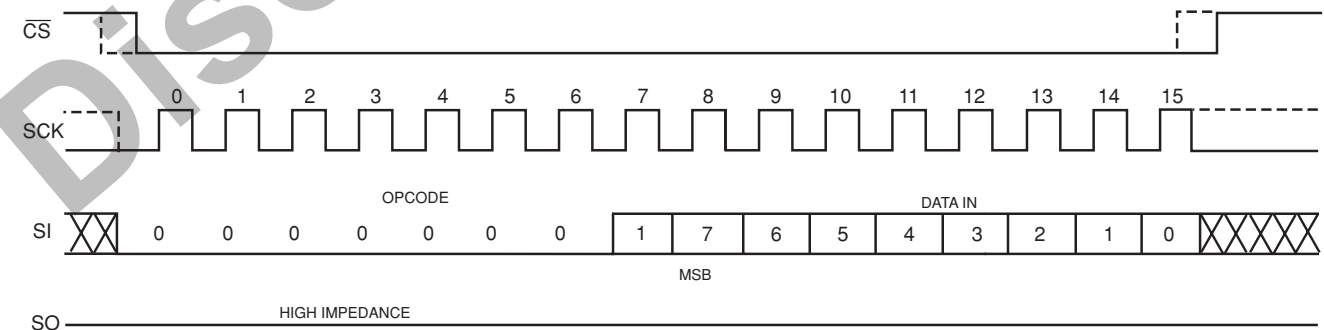 CS
0 1 2 3 4 5 6 7 8 9 10 11 12 13 14 15
SCK
OPCODE
DATA IN
SI 0 0 0 0 0 0 0 1 7 6 5 4 3 2 1 0
MSB
HIGH IMPEDANCE
SO